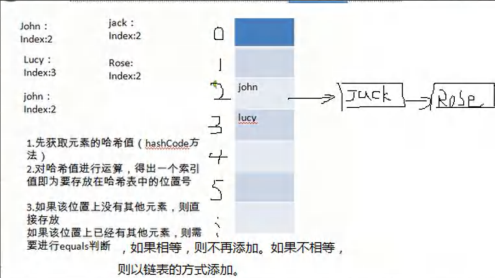 John：
Index:2
jack：
Index:2
Lucy：
Index:3
Rose:
Index:2
john：
Index:2
0
1
2
3
4
5
john
lucy
Jack
Rose
1.先获取元素的哈希值（hashCode方
法）
2.对哈希值进行运算，得出一个索引
值即为要存放在哈希表中的位置号
3.如果该位置上没有其他元素，则直
接存放
如果该位置上已经有其他元素，则需
要进行equals判断 ，如果相等，则不再添加。如果不相等，
则以链表的方式添加。